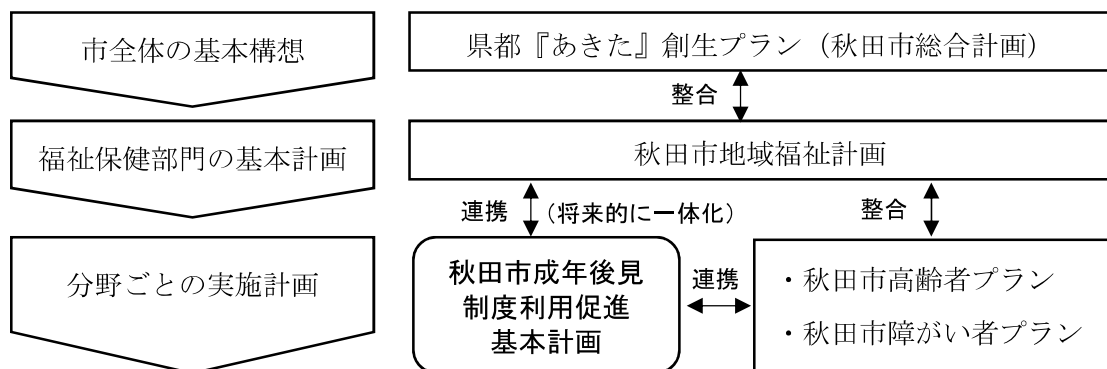 市全体の基本構想
県都『あきた』創生プラン（秋田市総合計画）
整合
福祉保健部門の基本計画
秋田市地域福祉計画
連携
（将来的に一体化）
整合
分野ごとの実施計画
秋田市成年後見
制度利用促進
基本計画
連携
・秋田市高齢者プラン
・秋田市障がい者プラン